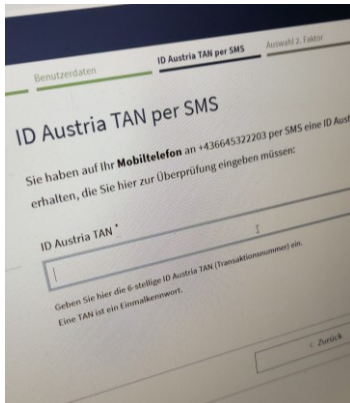 Benutzerdaten
ID Austria TAN per SMS
Auswahl 2. Faktor
ID Austria TAN per SMS
Sie haben auf Ihr Mobiltelefon an +436645322203 per SMS eine ID Aust
erhalten, die Sie hier zur Überprüfung eingeben müssen:
ID Austria TAN *
Geben Sie hier die 6-stellige ID Austria TAN (Transaktionsnummer) ein.
Eine TAN ist ein Einmalkennwort.
< Zurück